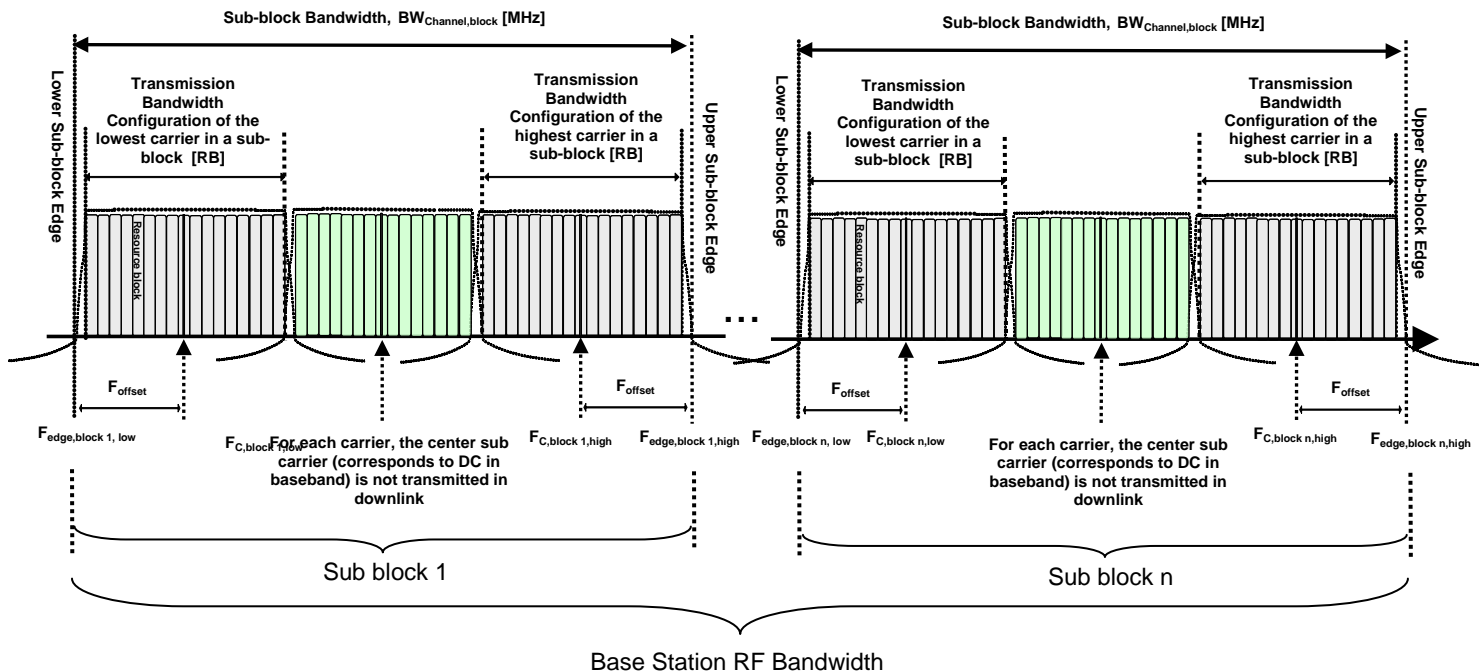 Sub-block Bandwidth, BWChannel,block [MHz]
Lower Sub-block Edge
Transmission
Bandwidth
Configuration of the
lowest carrier in a sub-
block [RB]
Transmission
Bandwidth
Configuration of the
highest carrier in a
sub-block [RB]
Upper Sub-block Edge
Resource block
Foffset
Foffset
Fedge,block 1, low
FC,block 1,low
For each carrier, the center sub
carrier (corresponds to DC in
baseband) is not transmitted in
downlink
FC,block 1,high
Fedge,block 1,high
Sub block 1
...
Sub-block Bandwidth, BWChannel,block [MHz]
Lower Sub-block Edge
Transmission
Bandwidth
Configuration of the
lowest carrier in a
sub-block [RB]
Transmission
Bandwidth
Configuration of the
highest carrier in a
sub-block [RB]
Upper Sub-block Edge
Resource block
Foffset
Foffset
Fedge,block n, low
FC,block n,low
For each carrier, the center sub
carrier (corresponds to DC in
baseband) is not transmitted in
downlink
FC,block n,high
Fedge,block n,high
Sub block n
Base Station RF Bandwidth